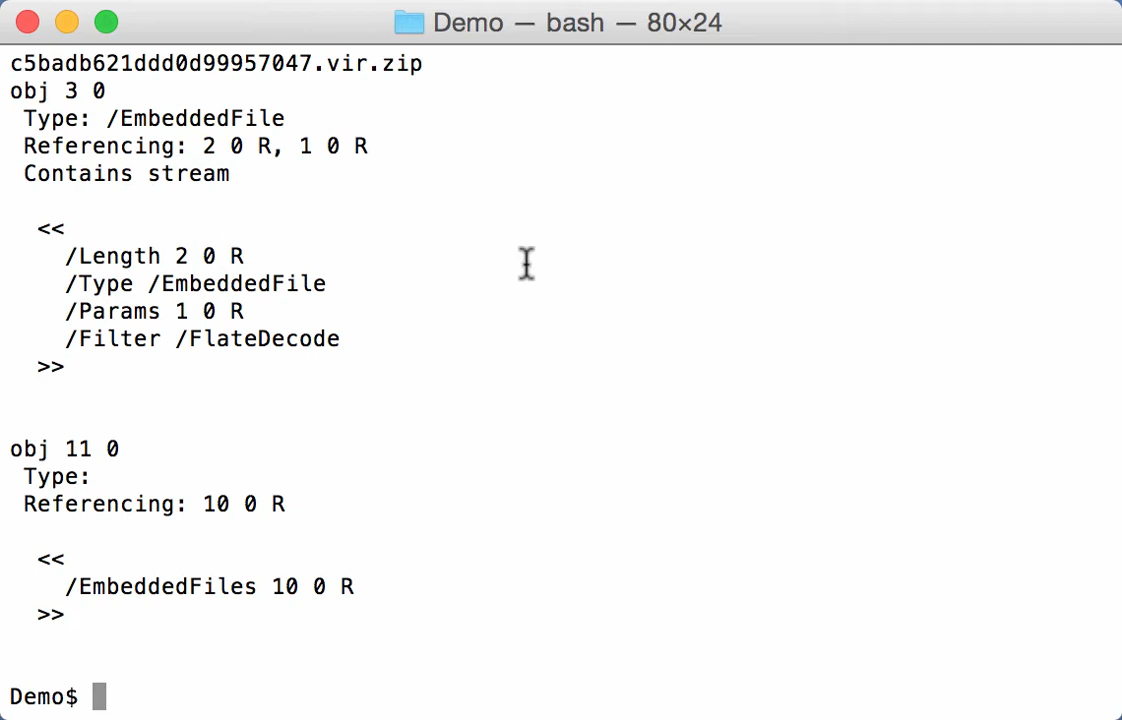 Demo — bash — 80×24
c5badb621ddd0d99957047.vir.zip
obj 3 0
Type: /EmbeddedFile
Referencing: 2 0 R, 1 0 R
Contains stream
<<
/Length 2 0 R
/Type /EmbeddedFile
/Params 1 0 R
/Filter /FlateDecode
>>
obj 11 0
Type:
Referencing: 10 0 R
<<
/EmbeddedFiles 10 0 R
>>
Demo$